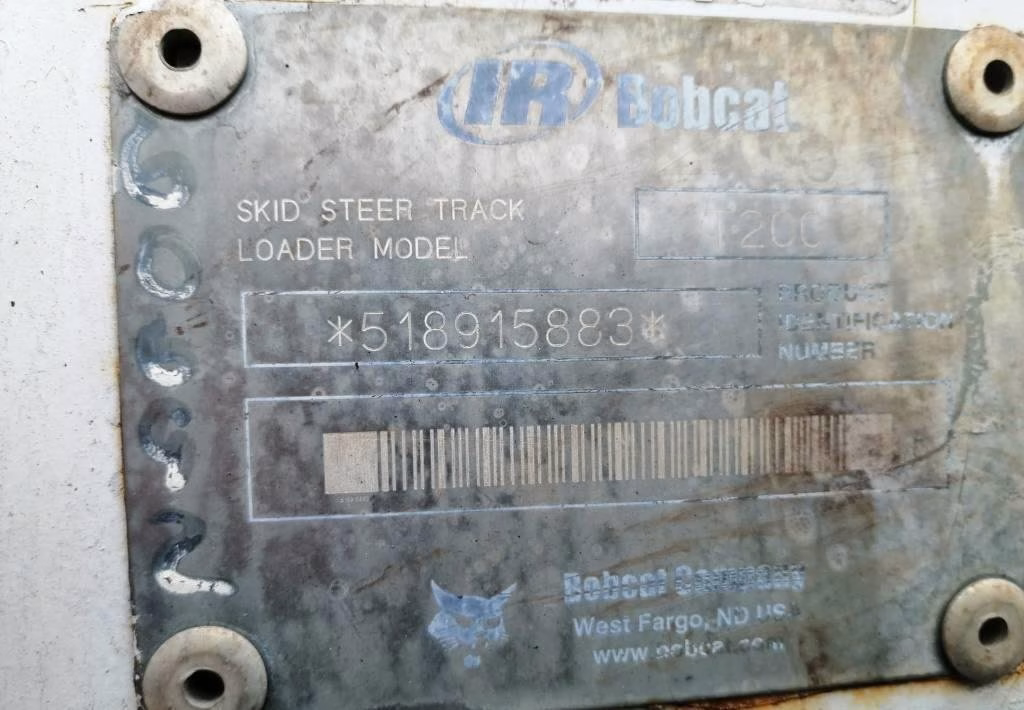 IR Bobcat
SKID STEER TRACK
LOADER MODEL
T200
*518915883*
PRODUCT
IDENTIFICATION
NUMBER
Bobcat Company
West Fargo, ND US
www.bobcat.com